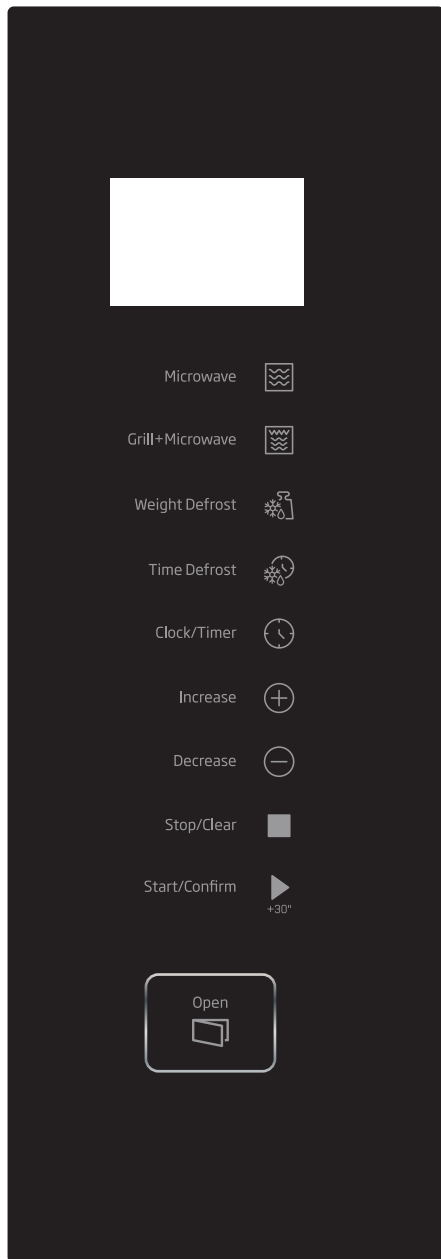 Microwave
Grill+Microwave
Weight Defrost
Time Defrost
Clock/Timer
Increase
Decrease
Stop/Clear
Start/Confirm
+30"
Open